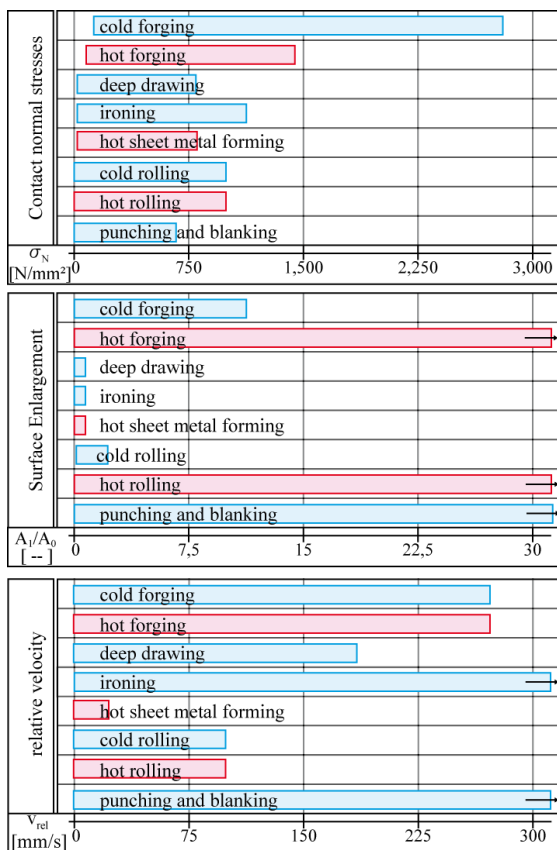 Contact normal stresses
cold forging
hot forging
deep drawing
ironing
hot sheet metal forming
cold rolling
hot rolling
punching and blanking
σN
[N/mm²]
0 750 1,500 2,250 3,000
Surface Enlargement
cold forging
hot forging
deep drawing
ironing
hot sheet metal forming
cold rolling
hot rolling
punching and blanking
A1/A0
[ -- ]
0 7,5 15 22,5 30
relative velocity
cold forging
hot forging
deep drawing
ironing
hot sheet metal forming
cold rolling
hot rolling
punching and blanking
vrel
[mm/s]
0 75 150 225 300